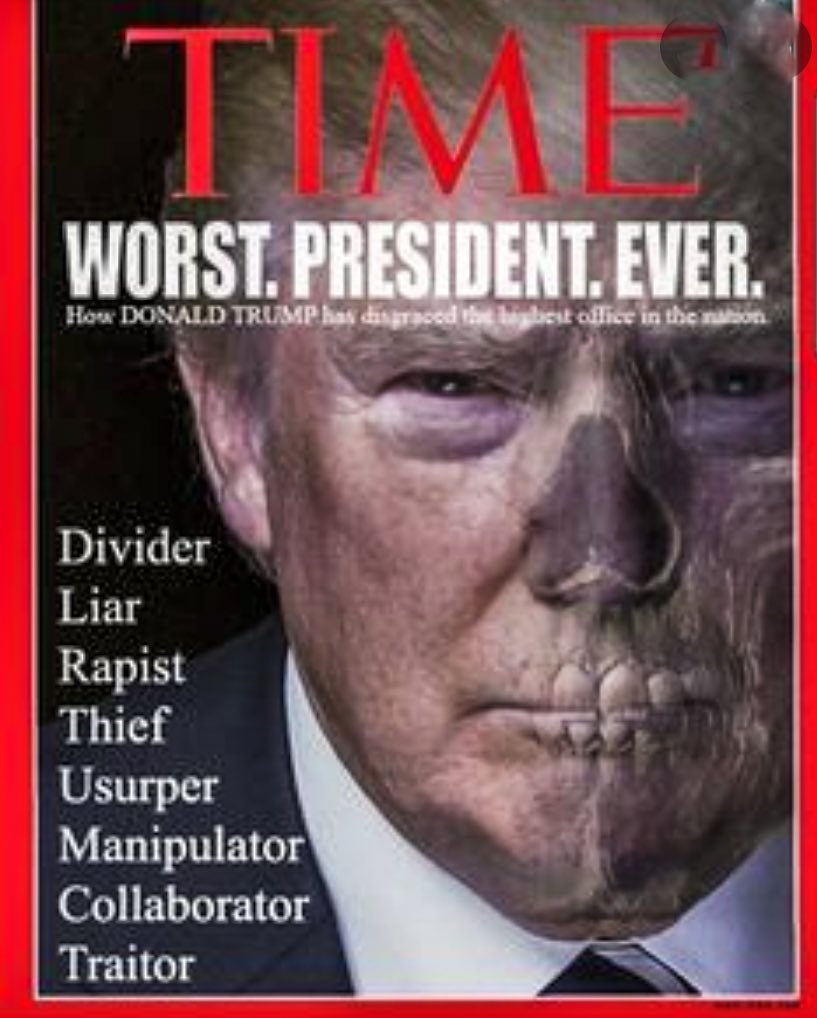 TIME
WORST. PRESIDENT. EVER.
How DONALD TRUMP has disgraced the highest office in the nation.
Divider
Liar
Rapist
Thief
Usurper
Manipulator
Collaborator
Traitor